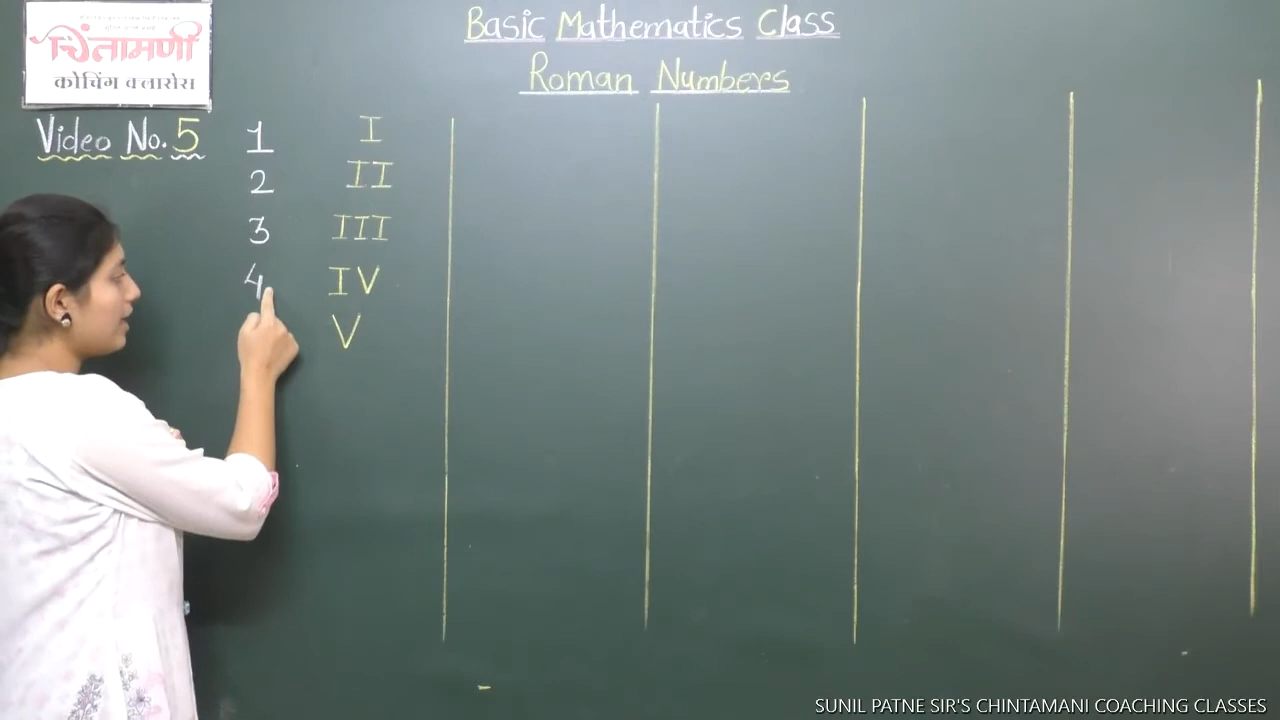 Basic Mathematics Class
Roman Numbers
चिंतामणी
कोचिंग क्लासेस
Video No. 5
1 I
2 II
3 III
4 IV
V
SUNIL PATNE SIR'S CHINTAMANI COACHING CLASSES